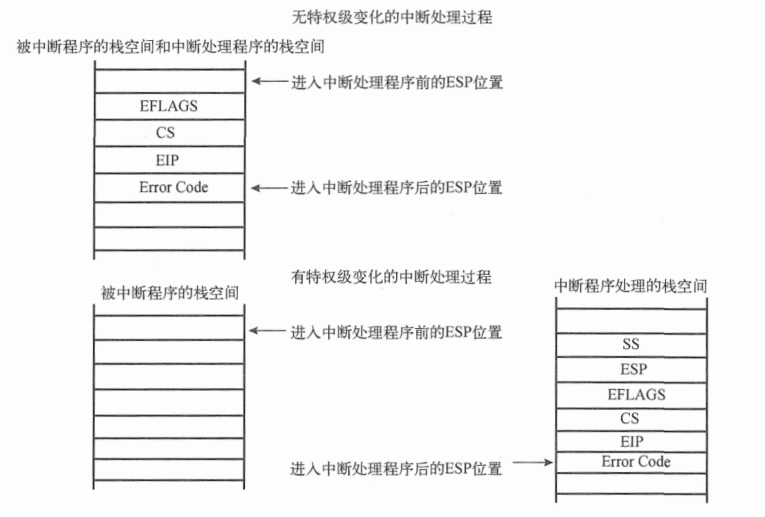 无特权级变化的中断处理过程
被中断程序的栈空间和中断处理程序的栈空间
进入中断处理程序前的ESP位置
EFLAGS
CS
EIP
Error Code
进入中断处理程序后的ESP位置
有特权级变化的中断处理过程
被中断程序的栈空间
中断程序处理的栈空间
进入中断处理程序前的ESP位置
SS
ESP
EFLAGS
CS
EIP
Error Code
进入中断处理程序后的ESP位置